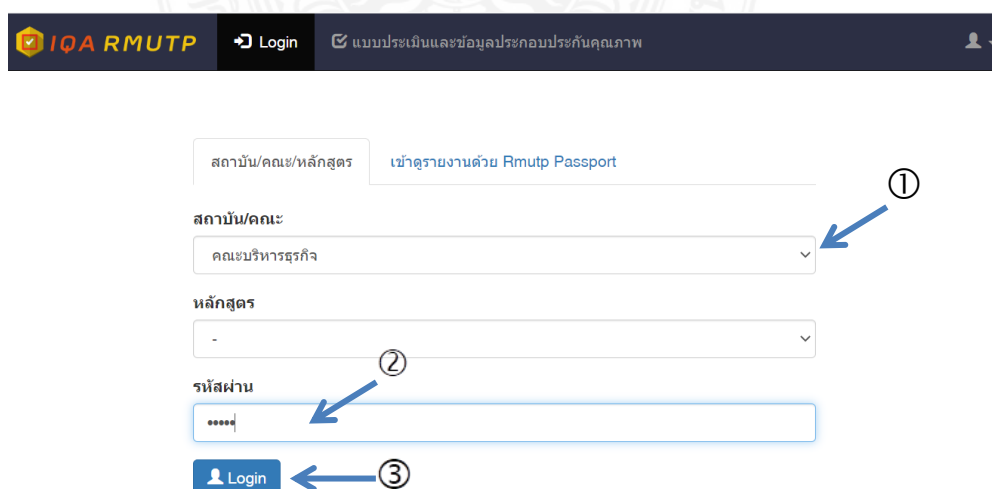 IQA RMUTP Login แบบประเมินและข้อมูลประกอบประกันคุณภาพ
สถาบัน/คณะ/หลักสูตร เข้าดูรายงานด้วย Rmutp Passport
①
สถาบัน/คณะ
คณะบริหารธุรกิจ
หลักสูตร
-
②
รหัสผ่าน
•••••
Login ③